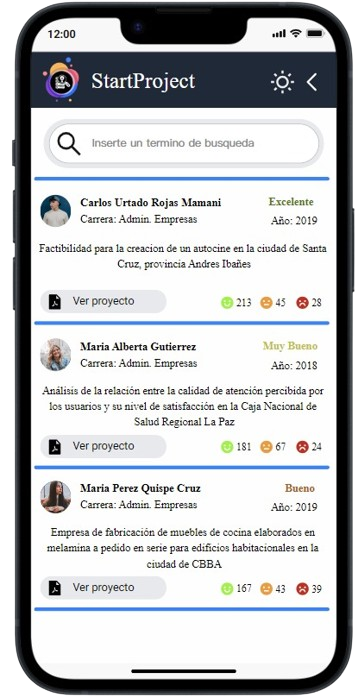 12:00
StartProject
Inserte un termino de busqueda
Carlos Urtado Rojas Mamani
Excelente
Carrera: Admin. Empresas
Año: 2019
Factibilidad para la creacion de un autocine en la ciudad de Santa
Cruz, provincia Andres Ibañes
Ver proyecto
213
45
28
Maria Alberta Gutierrez
Muy Bueno
Carrera: Admin. Empresas
Año: 2018
Análisis de la relación entre la calidad de atención percibida por
los usuarios y su nivel de satisfacción en la Caja Nacional de
Salud Regional La Paz
Ver proyecto
181
67
24
Maria Perez Quispe Cruz
Bueno
Carrera: Admin. Empresas
Año: 2019
Empresa de fabricación de muebles de cocina elaborados en
melamina a pedido en serie para edificios habitacionales en la
ciudad de CBBA
Ver proyecto
167
43
39